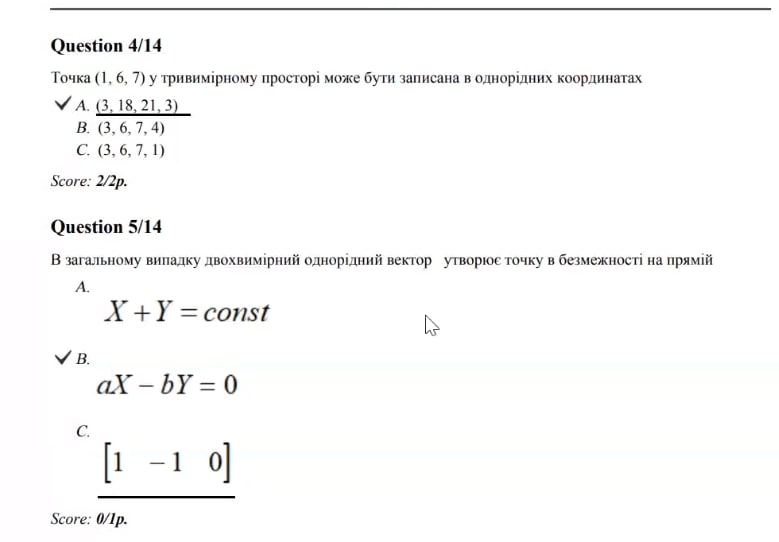 Question 4/14
Точка (1, 6, 7) у тривимірному просторі може бути записана в однорідних координатах
A. (3, 18, 21, 3)
B. (3, 6, 7, 4)
C. (3, 6, 7, 1)
Score: 2/2p.
Question 5/14
В загальному випадку двохвимірний однорідний вектор утворює точку в безмежності на прямій
A.
X + Y = const
B.
aX − bY = 0
C.
[1 −1 0]
Score: 0/1p.